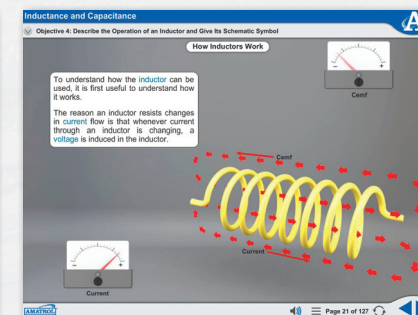 Inductance and Capacitance
Objective 4: Describe the Operation of an Inductor and Give Its Schematic Symbol
How Inductors Work
To understand how the inductor can be
used, it is first useful to understand how
it works.
The reason an inductor resists changes
in current flow is that whenever current
through an inductor is changing, a
voltage is induced in the inductor.
- +
Cemf
Cemf
Current
- +
Current
AMATROL
Page 21 of 127